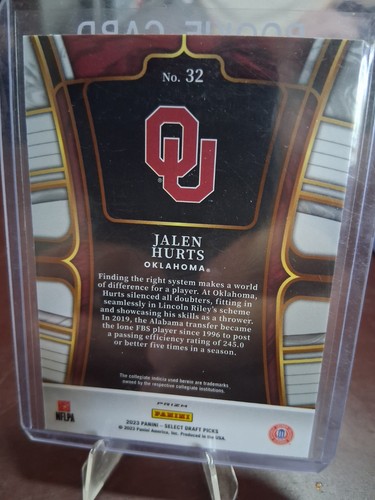 ROOKIE CARD
No. 32
OU
JALEN
HURTS
OKLAHOMA®
Finding the right system makes a world
of difference for a player. At Oklahoma,
Hurts silenced all doubters, fitting in
seamlessly in Lincoln Riley's scheme
and showcasing his skills as a thrower.
In 2019, the Alabama transfer became
the lone FBS player since 1996 to post
a passing efficiency rating of 245.0
or better five times in a season.
The collegiate indicia used herein are trademarks
owned by the respective collegiate institutions.
PRIZM
NFLPA
PANINI
2023 PANINI - SELECT DRAFT PICKS
© 2023 Panini America, Inc. Produced in the USA.